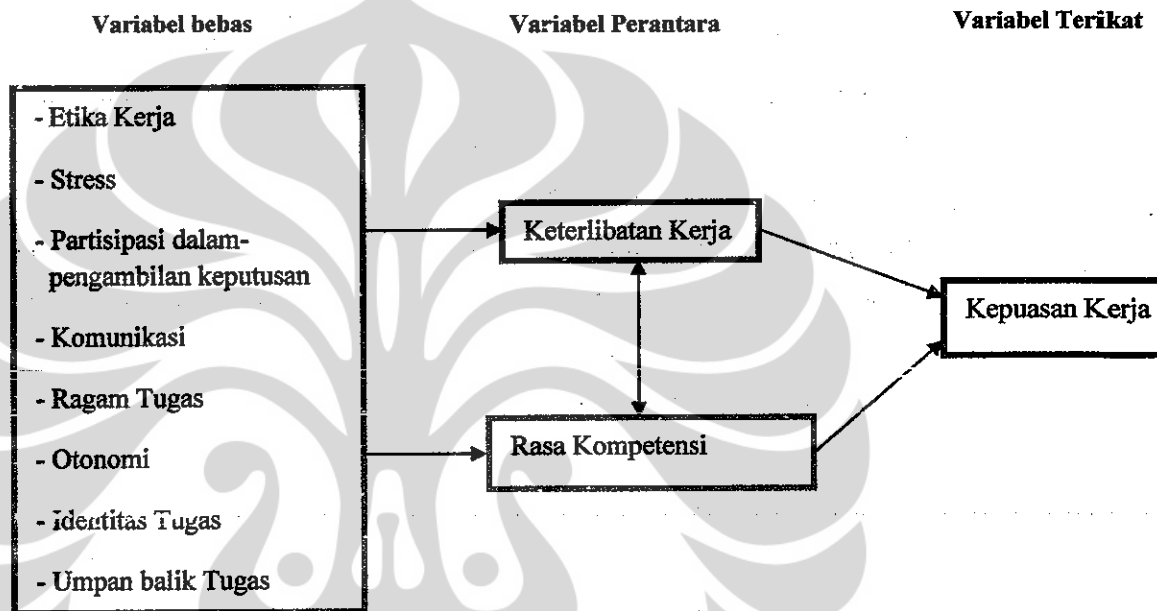 Variabel bebas
Variabel Perantara
Variabel Terikat
- Etika Kerja
- Stress
- Partisipasi dalam-
pengambilan keputusan
- Komunikasi
- Ragam Tugas
- Otonomi
- Identitas Tugas
- Umpan balik Tugas
Keterlibatan Kerja
Rasa Kompetensi
Kepuasan Kerja